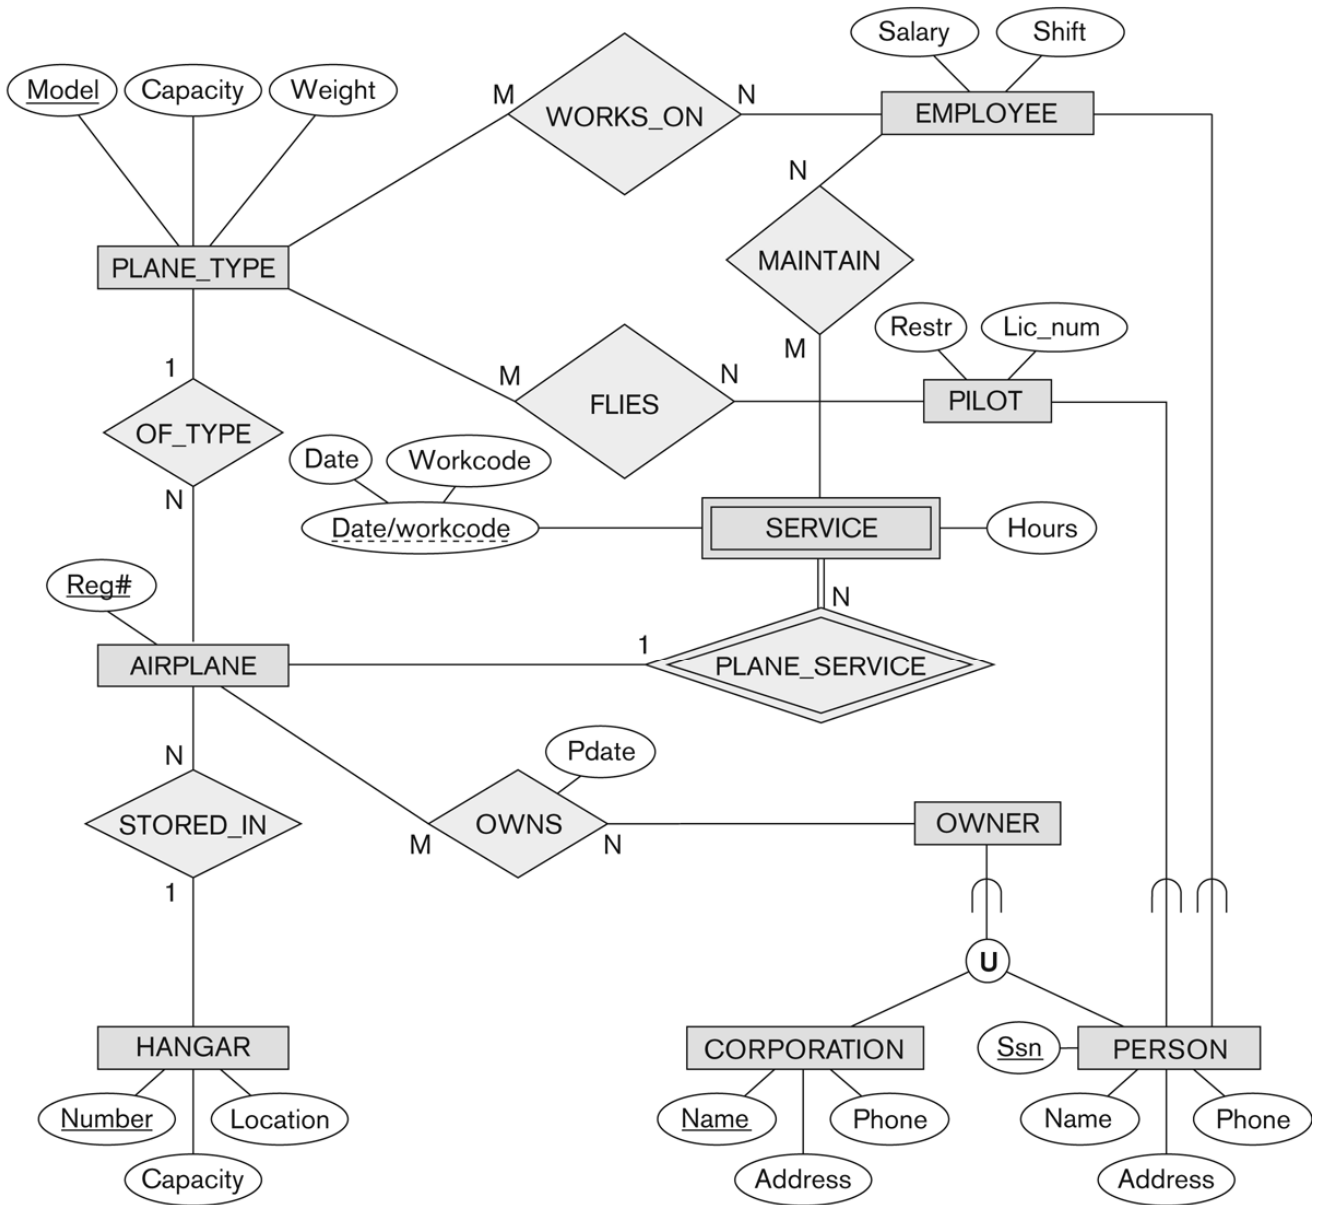 Salary
Shift
Model
Capacity
Weight
M
WORKS_ON
N
EMPLOYEE
N
PLANE_TYPE
MAINTAIN
Restr
Lic_num
M
1
M
FLIES
N
PILOT
OF_TYPE
Date
Workcode
N
Date/workcode
SERVICE
Hours
Reg#
N
1
AIRPLANE
PLANE_SERVICE
N
Pdate
STORED_IN
M
OWNS
N
OWNER
1
U
HANGAR
CORPORATION
Ssn
PERSON
Number
Location
Name
Phone
Name
Phone
Capacity
Address
Address